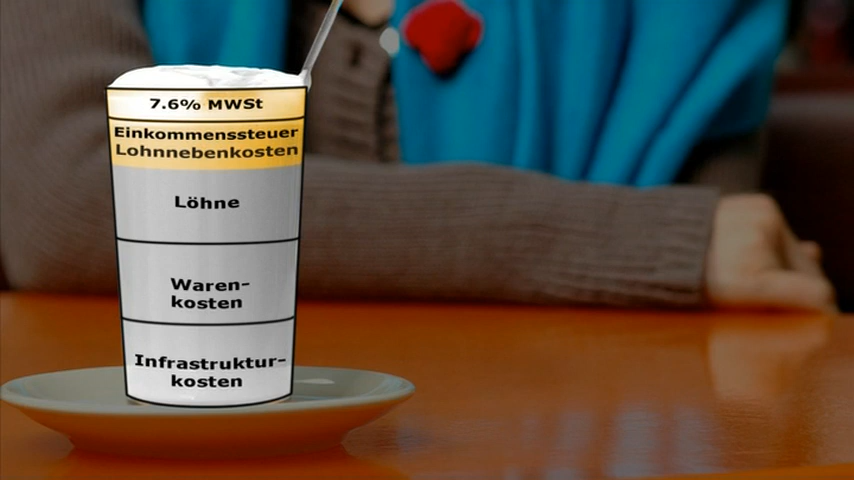 7.6% MWSt
Einkommenssteuer
Lohnnebenkosten
Löhne
Waren-
kosten
Infrastruktur-
kosten